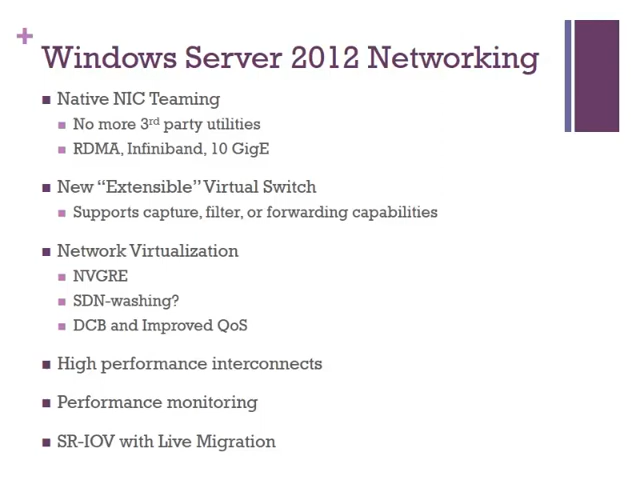 +
Windows Server 2012 Networking
■ Native NIC Teaming
■ No more 3rd party utilities
■ RDMA, Infiniband, 10 GigE
■ New “Extensible” Virtual Switch
■ Supports capture, filter, or forwarding capabilities
■ Network Virtualization
■ NVGRE
■ SDN-washing?
■ DCB and Improved QoS
■ High performance interconnects
■ Performance monitoring
■ SR-IOV with Live Migration